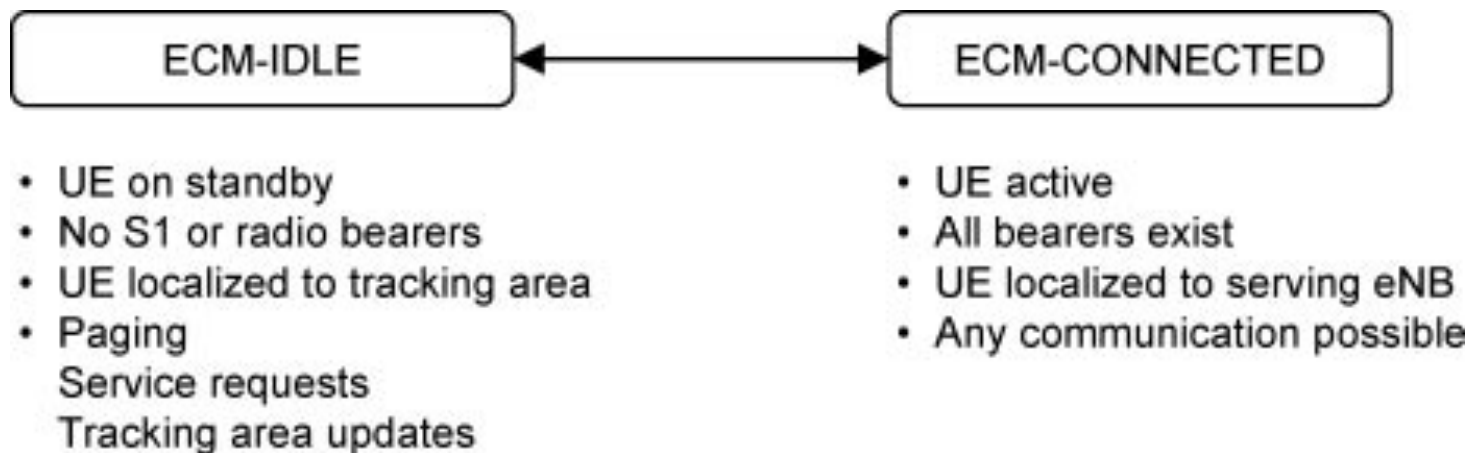 ECM-IDLE
ECM-CONNECTED
• UE on standby
• No S1 or radio bearers
• UE localized to tracking area
• Paging
Service requests
Tracking area updates
• UE active
• All bearers exist
• UE localized to serving eNB
• Any communication possible